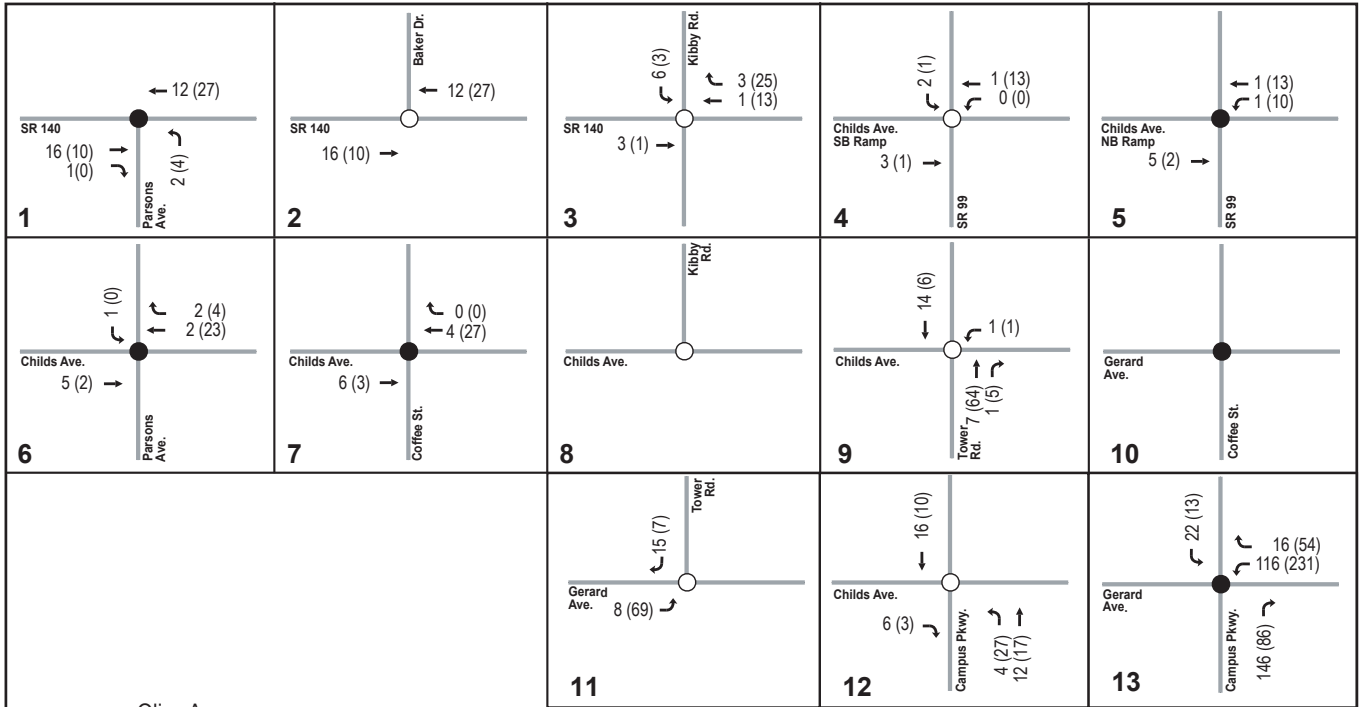 12 (27)
SR 140
16 (10)
1(0)
2 (4)
Parsons
Ave.
1
Baker Dr.
12 (27)
SR 140
16 (10)
2
Kibby Rd.
6 (3)
3 (25)
1 (13)
SR 140
3 (1)
3
2 (1)
1 (13)
0 (0)
Childs Ave.
SB Ramp
3 (1)
SR 99
4
1 (13)
1 (10)
Childs Ave.
NB Ramp
5 (2)
SR 99
5
1 (0)
2 (4)
2 (23)
Childs Ave.
5 (2)
Parsons
Ave.
6
0 (0)
4 (27)
Childs Ave.
6 (3)
Coffee St.
7
Kibby
Rd.
Childs Ave.
8
14 (6)
1 (1)
Childs Ave.
7 (64)
1 (5)
Tower
Rd.
9
Gerard
Ave.
Coffee St.
10
Tower
Rd.
15 (7)
Gerard
Ave.
8 (69)
11
16 (10)
Childs Ave.
6 (3)
Campus Pkwy.
4 (27)
12 (17)
12
22 (13)
16 (54)
116 (231)
Gerard
Ave.
Campus Pkwy.
146 (86)
13